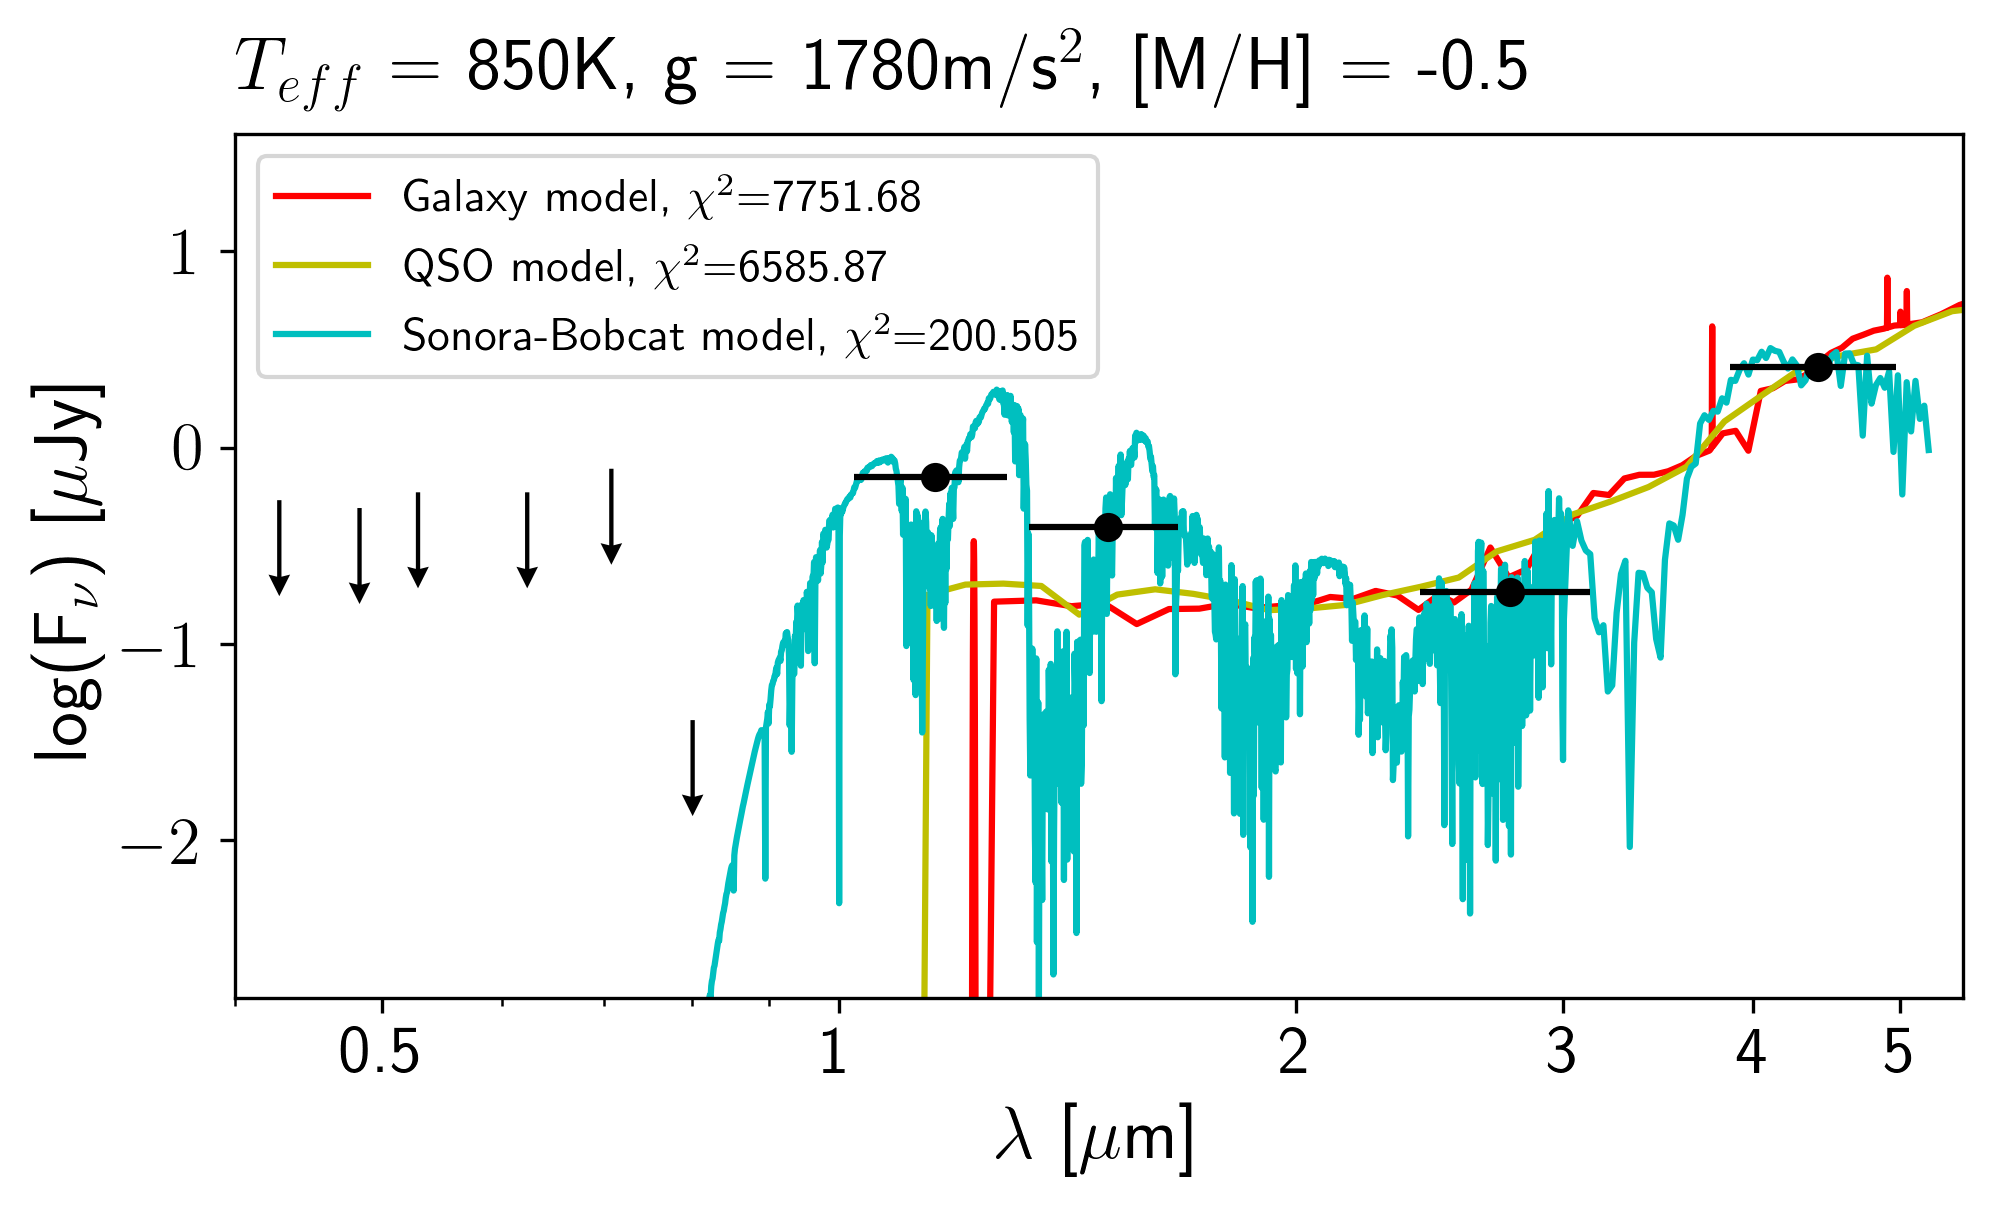 T_eff = 850K, g = 1780m/s², [M/H] = -0.5
Galaxy model, χ²=7751.68
QSO model, χ²=6585.87
Sonora-Bobcat model, χ²=200.505
log(F_ν) [μJy]
1
0
−1
−2
0.5 1 2 3 4 5
λ [μm]